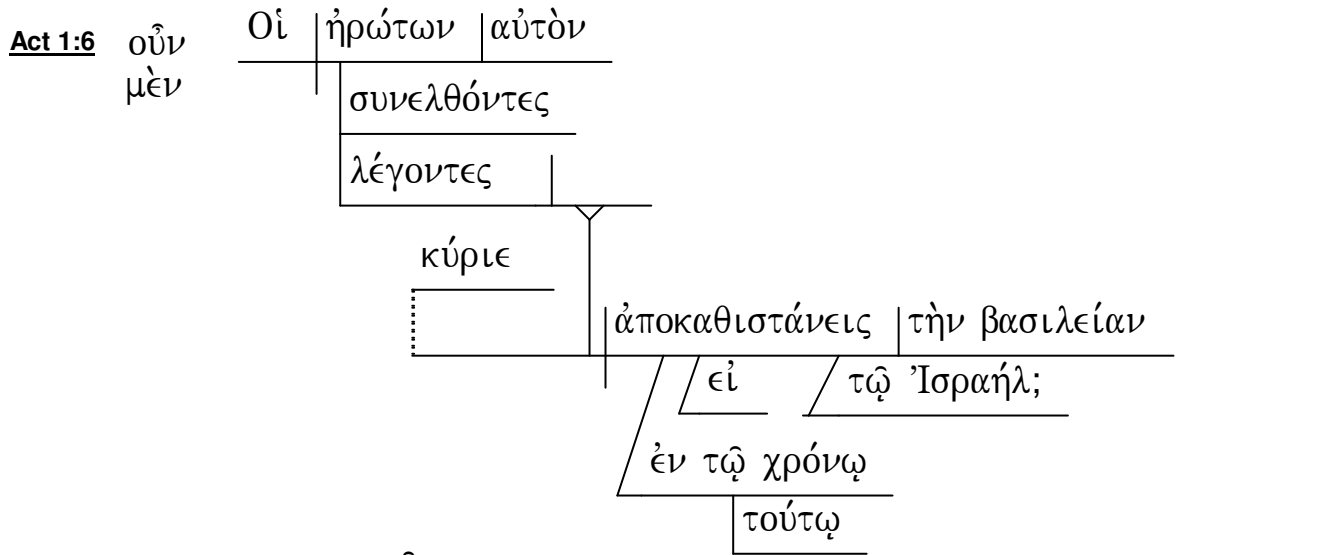 Act 1:6 οὖν Οἱ ἠρώτων αὐτὸν
μὲν
συνελθόντες
λέγοντες
κύριε
ἀποκαθιστάνεις τὴν βασιλείαν
εἰ τῷ Ἰσραήλ;
ἐν τῷ χρόνῳ
τούτῳ